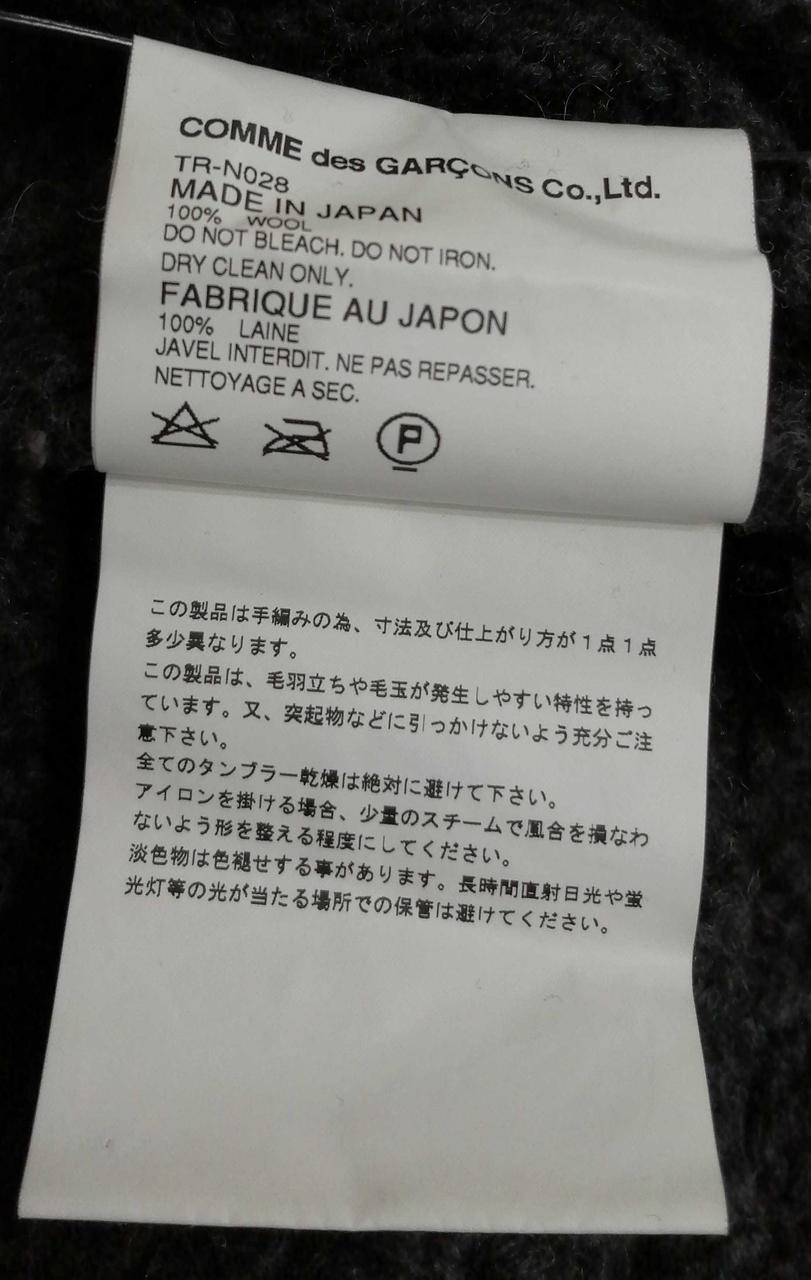 COMME des GARÇONS Co.,Ltd.
TR-N028
MADE IN JAPAN
100% WOOL
DO NOT BLEACH. DO NOT IRON.
DRY CLEAN ONLY.
FABRIQUE AU JAPON
100% LAINE
JAVEL INTERDIT. NE PAS REPASSER.
NETTOYAGE A SEC.
P
この製品は手編みの為、寸法及び仕上がり方が1点1点
多少異なります。
この製品は、毛羽立ちや毛玉が発生しやすい特性を持っ
ています。又、突起物などに引っかけないよう充分ご注
意下さい。
全てのタンブラー乾燥は絶対に避けて下さい。
アイロンを掛ける場合、少量のスチームで風合を損なわ
ないよう形を整える程度にしてください。
淡色物は色褪せする事があります。長時間直射日光や蛍
光灯等の光が当たる場所での保管は避けてください。